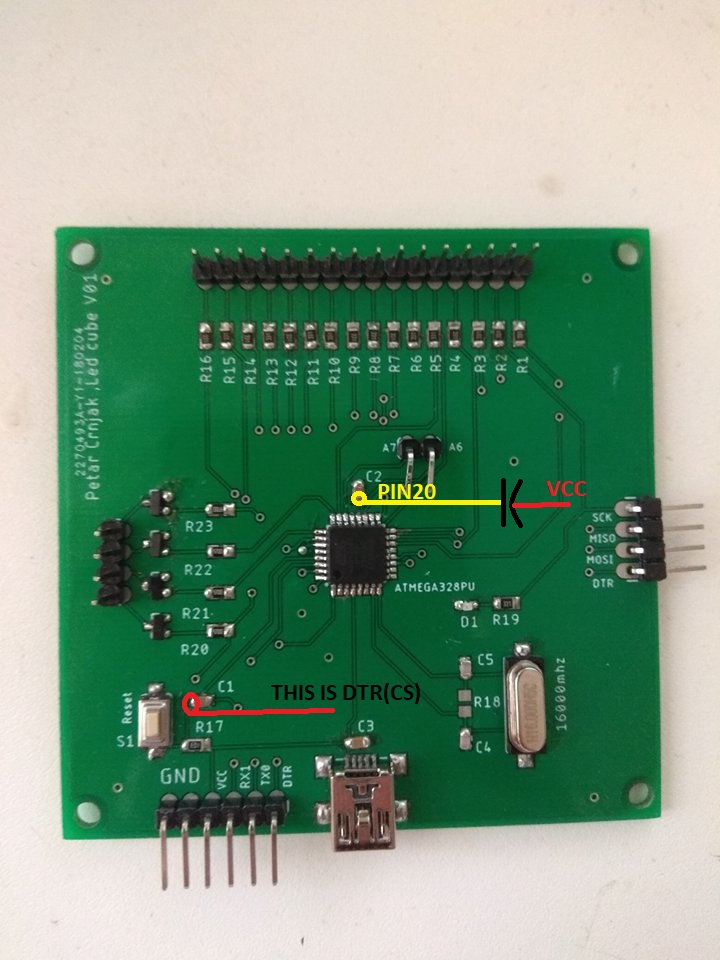 2270493A-Y1-180204
Petar Crnjak ,Led cube V01
R16
R15
R14
R13
R12
R11
R10
R9
R8
R7
R6
R5
R4
R3
R2
R1
A7
A6
C2
PIN20
VCC
SCK
MISO
MOSI
DTR
R23
R22
R21
R20
ATMEGA328PU
D1
R19
C5
R18
C4
16000mhz
Reset
S1
C1
THIS IS DTR(CS)
R17
C3
GND
VCC
RX1
TX0
DTR